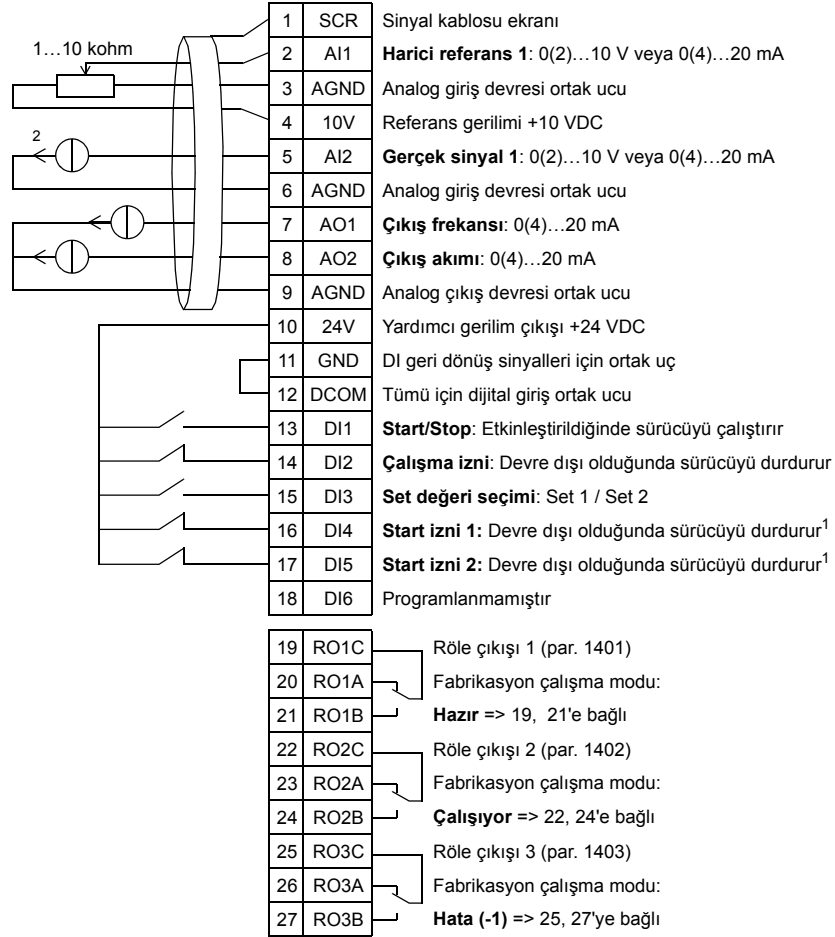 1 SCR Sinyal kablosu ekranı
1…10 kohm
2 AI1 Harici referans 1: 0(2)…10 V veya 0(4)…20 mA
3 AGND Analog giriş devresi ortak ucu
4 10V Referans gerilimi +10 VDC
2
5 AI2 Gerçek sinyal 1: 0(2)…10 V veya 0(4)…20 mA
6 AGND Analog giriş devresi ortak ucu
7 AO1 Çıkış frekansı: 0(4)…20 mA
8 AO2 Çıkış akımı: 0(4)…20 mA
9 AGND Analog çıkış devresi ortak ucu
10 24V Yardımcı gerilim çıkışı +24 VDC
11 GND DI geri dönüş sinyalleri için ortak uç
12 DCOM Tümü için dijital giriş ortak ucu
13 DI1 Start/Stop: Etkinleştirildiğinde sürücüyü çalıştırır
14 DI2 Çalışma izni: Devre dışı olduğunda sürücüyü durdurur
15 DI3 Set değeri seçimi: Set 1 / Set 2
16 DI4 Start izni 1: Devre dışı olduğunda sürücüyü durdurur1
17 DI5 Start izni 2: Devre dışı olduğunda sürücüyü durdurur1
18 DI6 Programlanmamıştır
19 RO1C Röle çıkışı 1 (par. 1401)
20 RO1A Fabrikasyon çalışma modu:
21 RO1B Hazır => 19, 21'e bağlı
22 RO2C Röle çıkışı 2 (par. 1402)
23 RO2A Fabrikasyon çalışma modu:
24 RO2B Çalışıyor => 22, 24'e bağlı
25 RO3C Röle çıkışı 3 (par. 1403)
26 RO3A Fabrikasyon çalışma modu:
27 RO3B Hata (-1) => 25, 27'ye bağlı